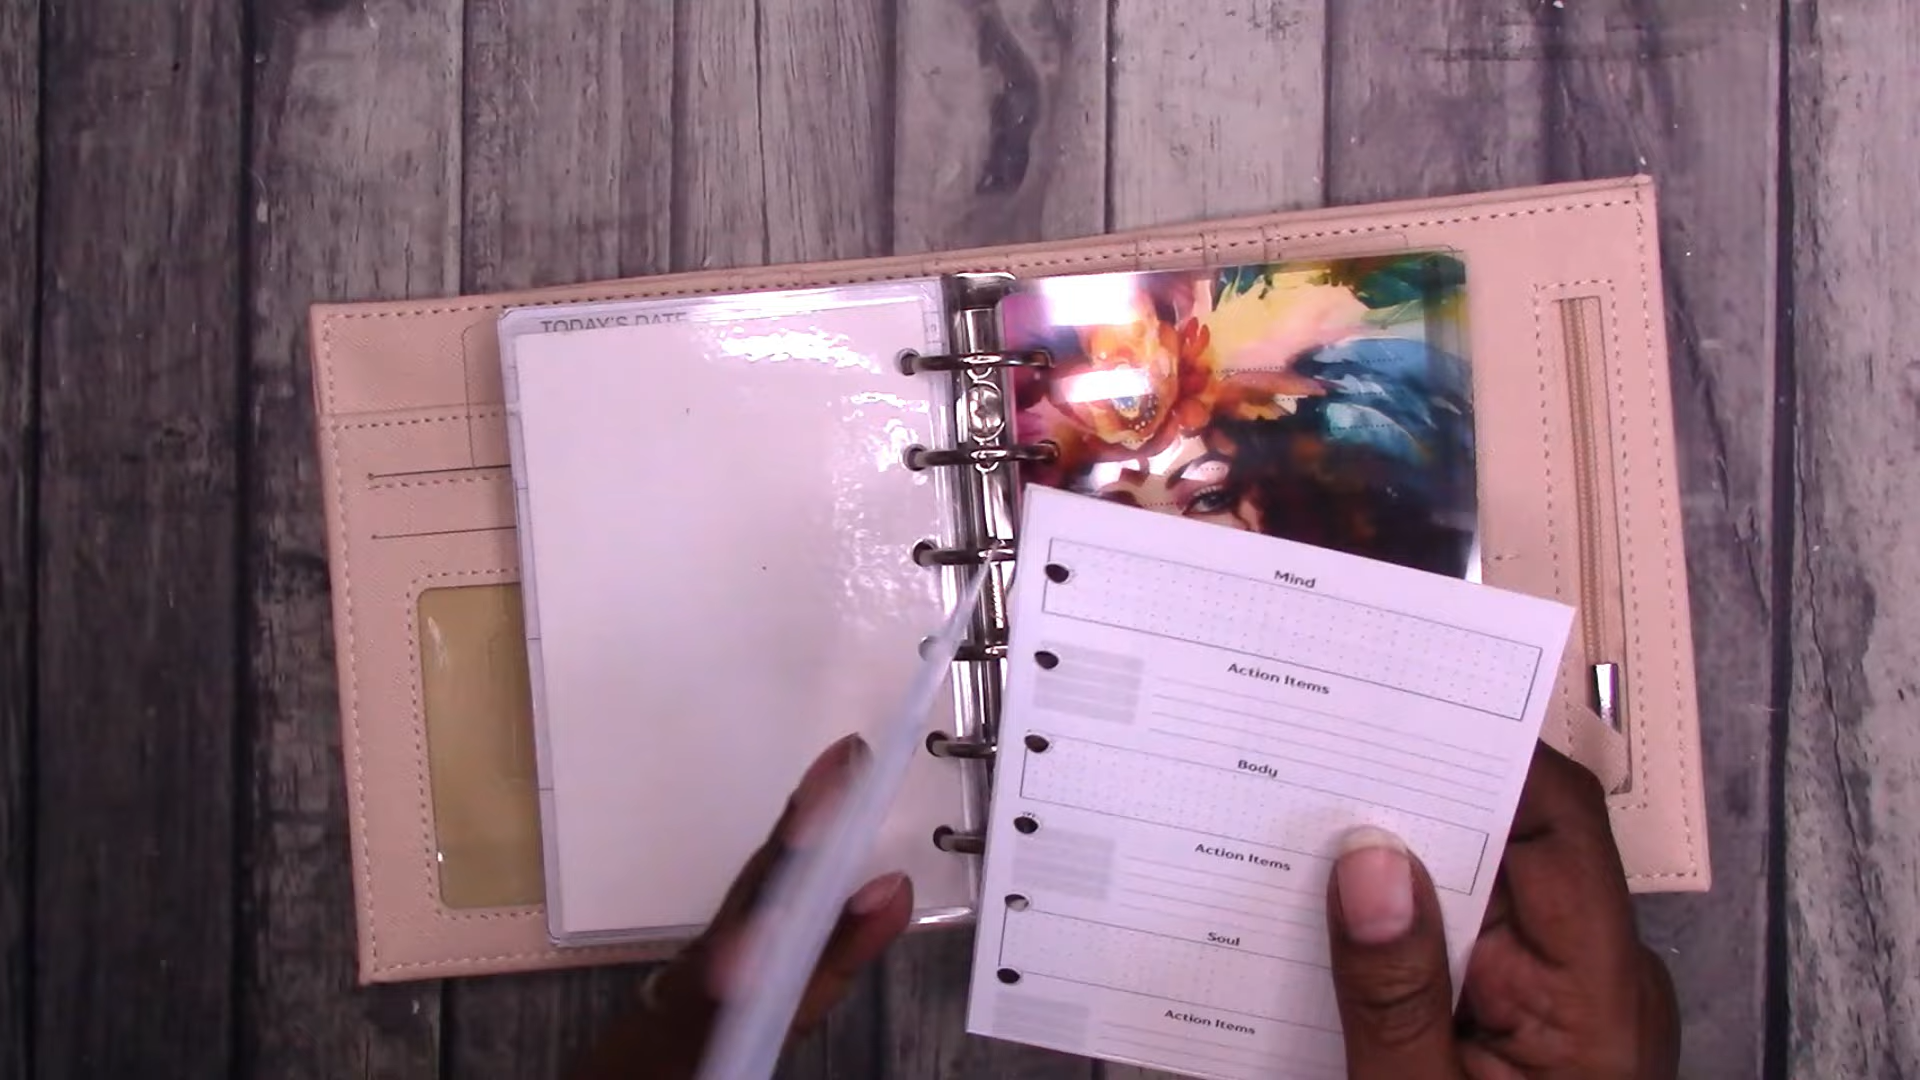 TODAY'S DATE
Mind
Action Items
Body
Action Items
Soul
Action Items